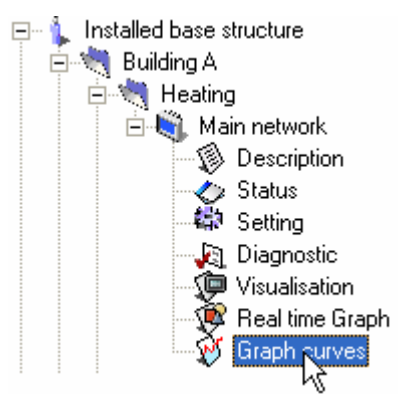 Installed base structure
Building A
Heating
Main network
Description
Status
Setting
Diagnostic
Visualisation
Real time Graph
Graph curves